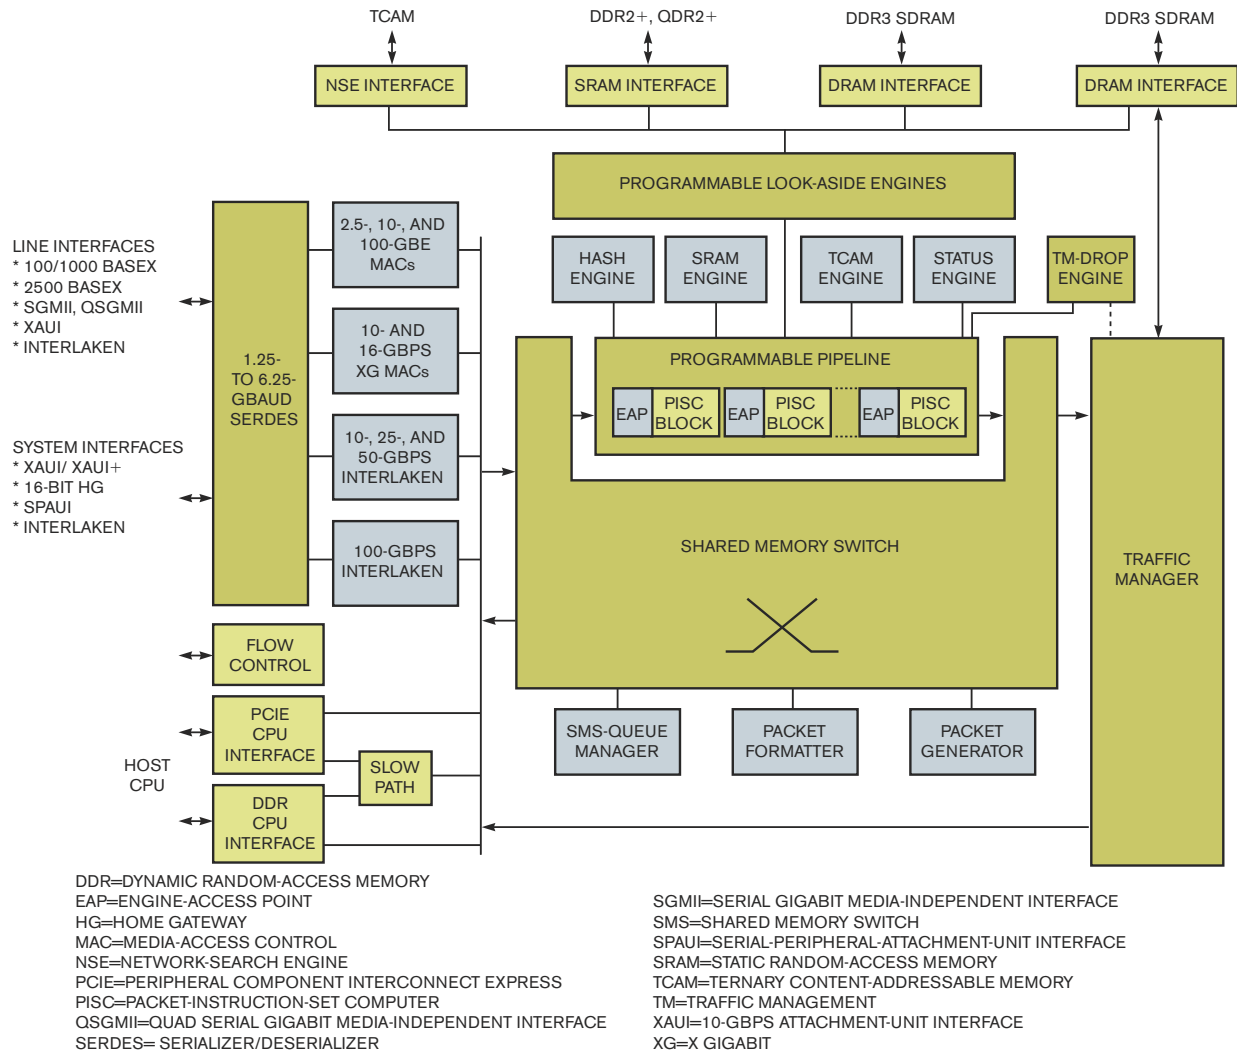 TCAM
DDR2+, QDR2+
DDR3 SDRAM
DDR3 SDRAM
NSE INTERFACE
SRAM INTERFACE
DRAM INTERFACE
DRAM INTERFACE
PROGRAMMABLE LOOK-ASIDE ENGINES
LINE INTERFACES
* 100/1000 BASEX
* 2500 BASEX
* SGMII, QSGMII
* XAUI
* INTERLAKEN
SYSTEM INTERFACES
* XAUI/ XAUI+
* 16-BIT HG
* SPAUI
* INTERLAKEN
1.25-
TO 6.25-
GBAUD
SERDES
2.5-, 10-, AND
100-GBE
MACs
10- AND
16-GBPS
XG MACs
10-, 25-, AND
50-GBPS
INTERLAKEN
100-GBPS
INTERLAKEN
HASH
ENGINE
SRAM
ENGINE
TCAM
ENGINE
STATUS
ENGINE
TM-DROP
ENGINE
PROGRAMMABLE PIPELINE
EAP
PISC
BLOCK
EAP
PISC
BLOCK
EAP
PISC
BLOCK
SHARED MEMORY SWITCH
TRAFFIC
MANAGER
FLOW
CONTROL
PCIE
CPU
INTERFACE
HOST
CPU
SLOW
PATH
DDR
CPU
INTERFACE
SMS-QUEUE
MANAGER
PACKET
FORMATTER
PACKET
GENERATOR
DDR=DYNAMIC RANDOM-ACCESS MEMORY
EAP=ENGINE-ACCESS POINT
HG=HOME GATEWAY
MAC=MEDIA-ACCESS CONTROL
NSE=NETWORK-SEARCH ENGINE
PCIE=PERIPHERAL COMPONENT INTERCONNECT EXPRESS
PISC=PACKET-INSTRUCTION-SET COMPUTER
QSGMII=QUAD SERIAL GIGABIT MEDIA-INDEPENDENT INTERFACE
SERDES= SERIALIZER/DESERIALIZER
SGMII=SERIAL GIGABIT MEDIA-INDEPENDENT INTERFACE
SMS=SHARED MEMORY SWITCH
SPAUI=SERIAL-PERIPHERAL-ATTACHMENT-UNIT INTERFACE
SRAM=STATIC RANDOM-ACCESS MEMORY
TCAM=TERNARY CONTENT-ADDRESSABLE MEMORY
TM=TRAFFIC MANAGEMENT
XAUI=10-GBPS ATTACHMENT-UNIT INTERFACE
XG=X GIGABIT